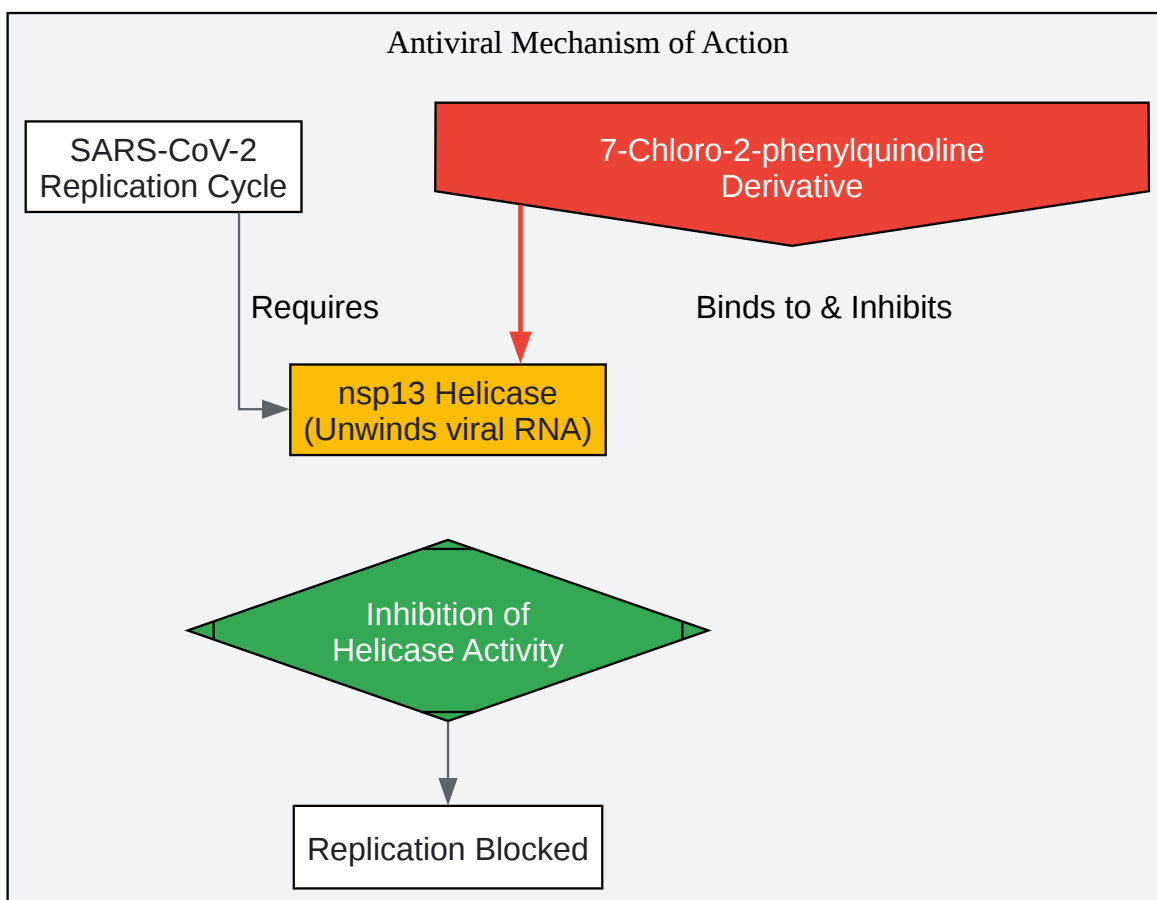 Antiviral Mechanism of Action
SARS-CoV-2
Replication Cycle
7-Chloro-2-phenylquinoline
Derivative
Requires
Binds to & Inhibits
nsp13 Helicase
(Unwinds viral RNA)
Inhibition of
Helicase Activity
Replication Blocked